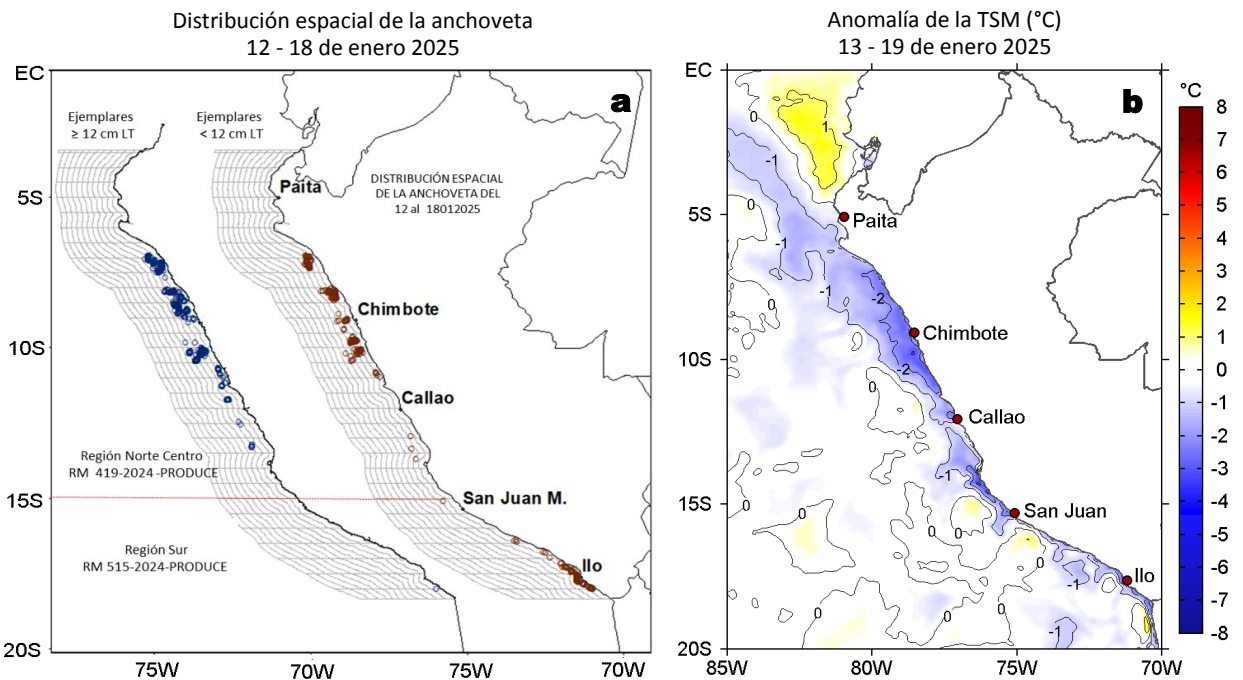 Distribución espacial de la anchoveta
12 - 18 de enero 2025
EC
5S
10S
15S
20S
a
Ejemplares
≥ 12 cm LT
Ejemplares
< 12 cm LT
DISTRIBUCIÓN ESPACIAL
DE LA ANCHOVETA DEL
12 al 18012025
Paita
Chimbote
Callao
San Juan M.
Ilo
Región Norte Centro
RM 419-2024-PRODUCE
Región Sur
RM 515-2024-PRODUCE
75W
70W
75W
70W
Anomalía de la TSM (°C)
13 - 19 de enero 2025
EC
5S
10S
15S
20S
b
0
1
-1
0
-1
-1
0
-2
-2
0
-1
0
0
0
0
0
-1
0
0
0
-1
Paita
Chimbote
Callao
San Juan
Ilo
85W
80W
75W
70W
°C
8
7
6
5
4
3
2
1
0
-1
-2
-3
-4
-5
-6
-7
-8